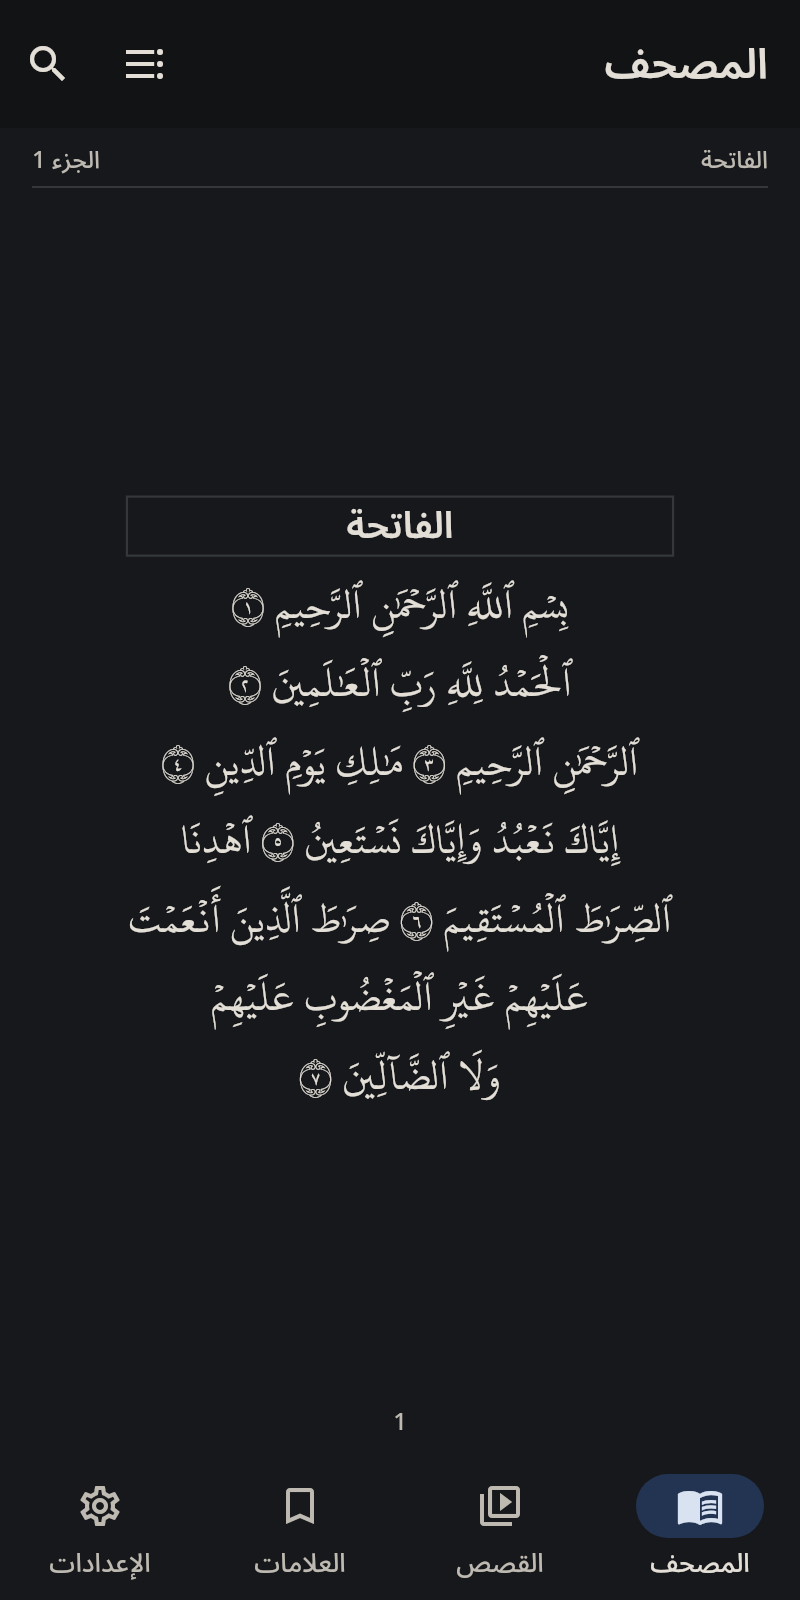 المصحف
الفاتحة
الجزء 1
الفاتحة
بِسْمِ ٱللَّهِ ٱلرَّحْمَٰنِ ٱلرَّحِيمِ ١
ٱلْحَمْدُ لِلَّهِ رَبِّ ٱلْعَٰلَمِينَ ٢
ٱلرَّحْمَٰنِ ٱلرَّحِيمِ ٣ مَٰلِكِ يَوْمِ ٱلدِّينِ ٤
إِيَّاكَ نَعْبُدُ وَإِيَّاكَ نَسْتَعِينُ ٥ ٱهْدِنَا
ٱلصِّرَٰطَ ٱلْمُسْتَقِيمَ ٦ صِرَٰطَ ٱلَّذِينَ أَنْعَمْتَ
عَلَيْهِمْ غَيْرِ ٱلْمَغْضُوبِ عَلَيْهِمْ
وَلَا ٱلضَّآلِّينَ ٧
1
المصحف
القصص
العلامات
الإعدادات